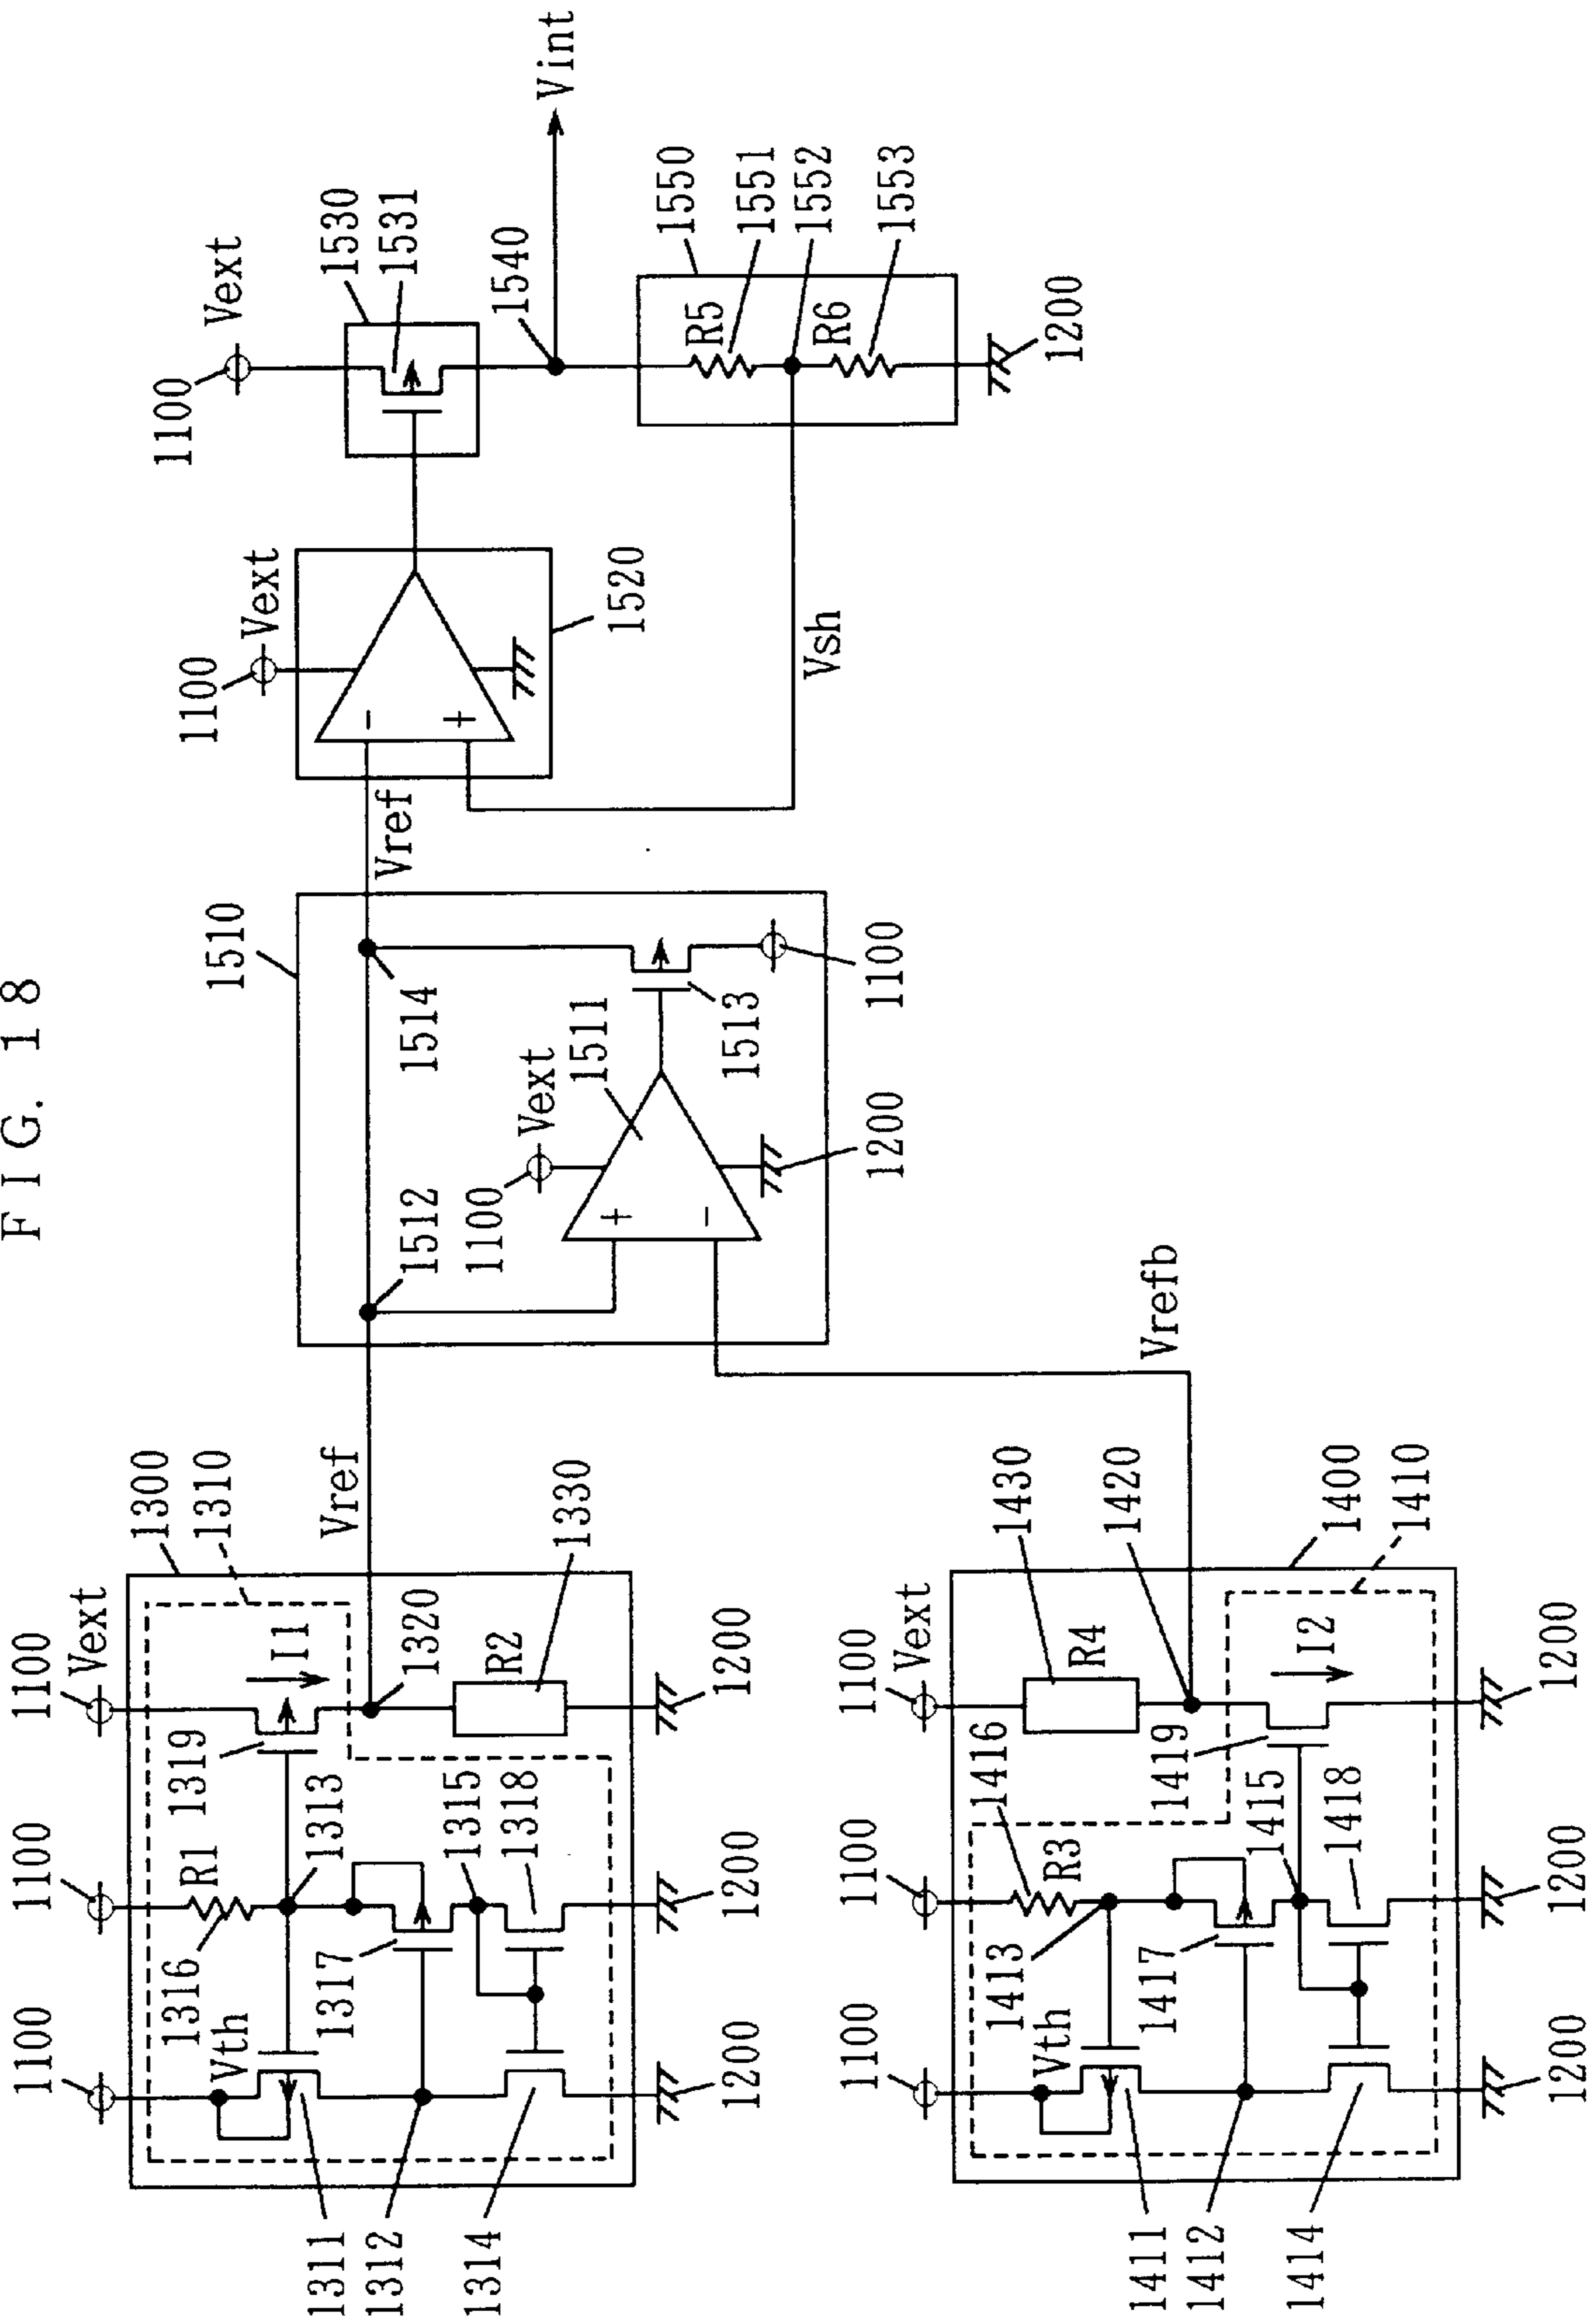 FIG. 18
1100
Vext
1100
1100
1300
1310
R1
I1
1316
1319
Vth
1313
1320
R2
1317
1315
1318
1330
1311
1312
1314
1200
1200
1200
Vref
1510
1512
1514
1100
Vext
1511
+
-
1513
1200
1100
Vref
1100
Vext
-
+
1520
Vsh
1100
Vext
1530
1531
1540
Vint
1550
R5
1551
1552
R6
1553
1200
1100
1100
1100
Vext
1430
R4
1416
R3
1413
Vth
1420
1419
1417
1415
I2
1418
1400
1410
1411
1412
1414
1200
1200
1200
Vrefb